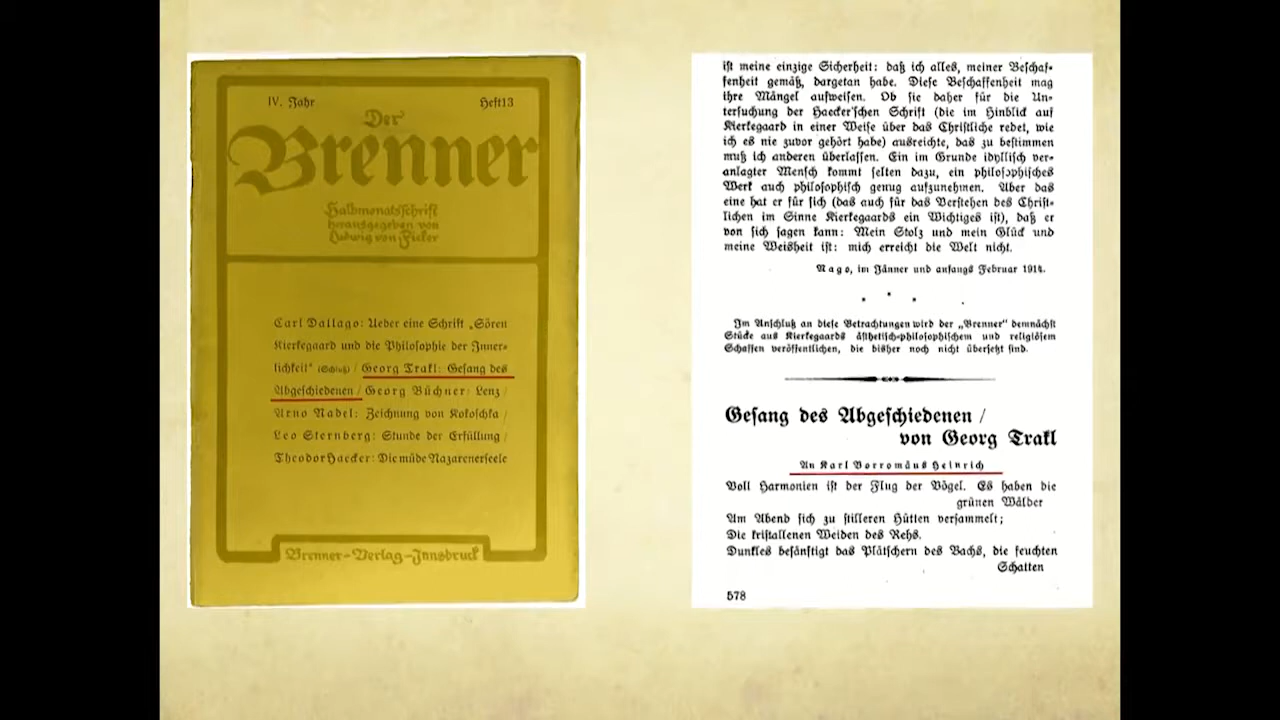 IV. Jahr
Heft 13
Der
Brenner
Halbmonatsschrift
herausgegeben von
Ludwig von Ficker
Carl Dallago: Ueber eine Schrift „Sören
Kierkegaard und die Philosophie der Inner-
lichkeit“ (Schluß) / Georg Trakl: Gesang des
Abgeschiedenen / Georg Büchner: Lenz /
Arno Nadel: Zeichnung von Kokoschka /
Leo Sternberg: Stunde der Erfüllung /
Theodor Haecker: Die müde Nazarenerseele
Brenner-Verlag-Innsbruck
ist meine einzige Sicherheit: daß ich alles, meiner Beschaf-
fenheit gemäß, dargetan habe. Diese Beschaffenheit mag
ihre Mängel aufweisen. Ob sie daher für die Un-
tersuchung der Haecker'schen Schrift (die im Hinblick auf
Kierkegaard in einer Weise über das Christliche redet, wie
ich es nie zuvor gehört habe) ausreichte, das zu bestimmen
muß ich anderen überlassen. Ein im Grunde idyllisch ver-
anlagter Mensch kommt selten dazu, ein philosophisches
Werk auch philosophisch genug aufzunehmen. Aber das
eine hat er für sich (das auch für das Verstehen des Christ-
lichen im Sinne Kierkegaards ein Wichtiges ist), daß er
von sich sagen kann: Mein Stolz und mein Glück und
meine Weisheit ist: mich erreicht die Welt nicht.
Nago, im Jänner und anfangs Februar 1914.
Im Anschluß an diese Betrachtungen wird der „Brenner“ demnächst
Stücke aus Kierkegaards ästhetisch-philosophischem und religiösem
Schaffen veröffentlichen, die bisher noch nicht übersetzt sind.
Gesang des Abgeschiedenen /
von Georg Trakl
An Karl Borromäus Heinrich
Voll Harmonien ist der Flug der Vögel. Es haben die
grünen Wälder
Am Abend sich zu stilleren Hütten versammelt;
Die kristallenen Weiden des Rehs.
Dunkles besänftigt das Plätschern des Bachs, die feuchten
Schatten
578